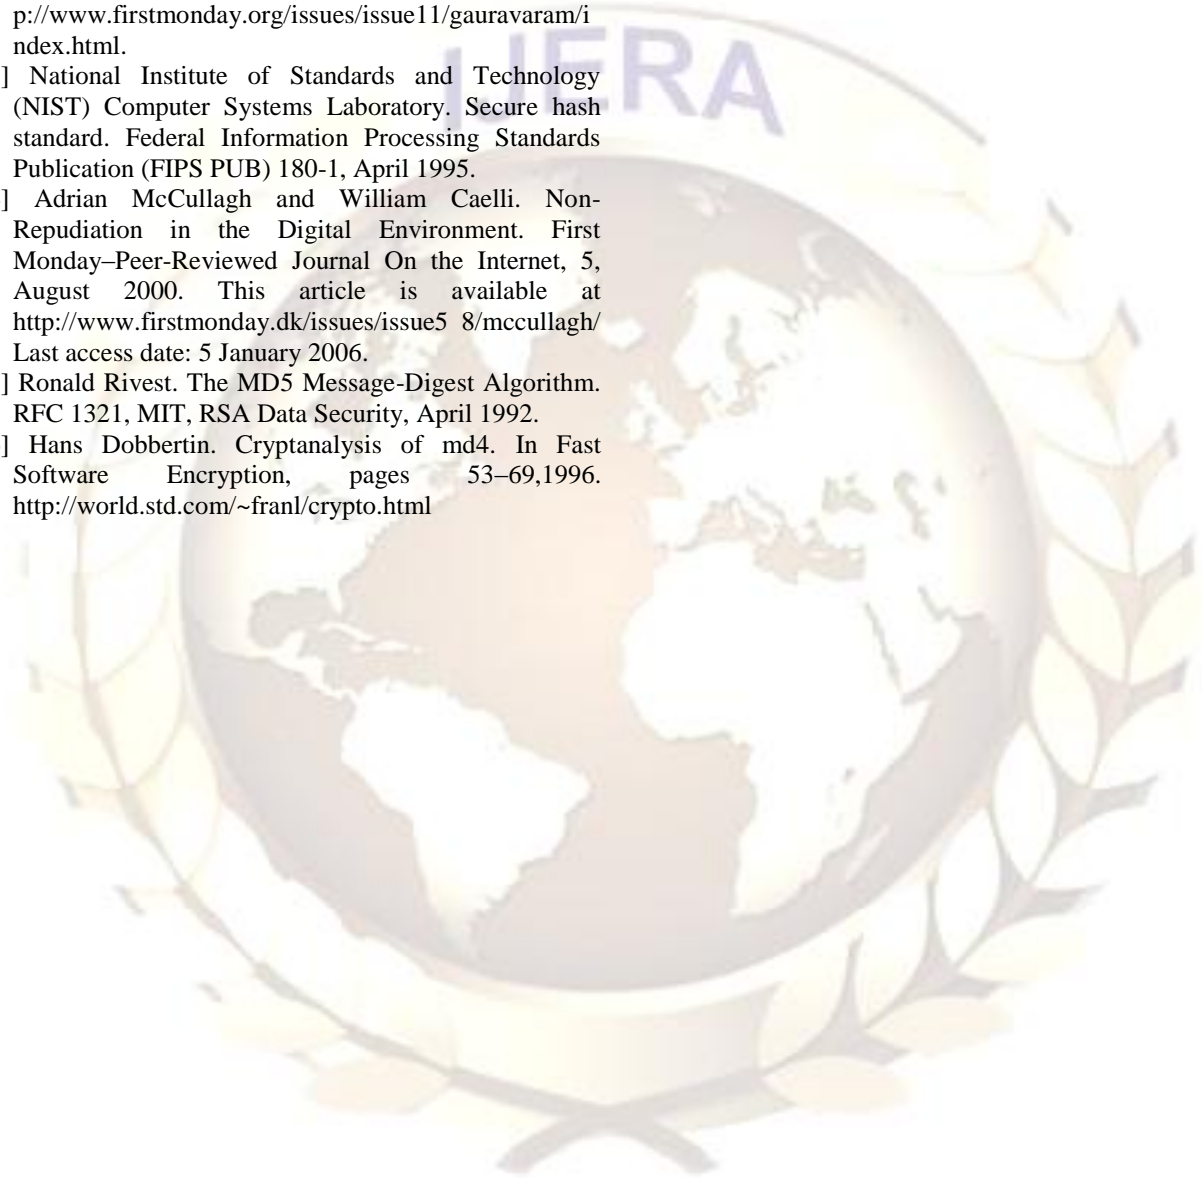 IJERA
p://www.firstmonday.org/issues/issue11/gauravaram/i
ndex.html.
] National Institute of Standards and Technology
(NIST) Computer Systems Laboratory. Secure hash
standard. Federal Information Processing Standards
Publication (FIPS PUB) 180-1, April 1995.
] Adrian McCullagh and William Caelli. Non-
Repudiation in the Digital Environment. First
Monday–Peer-Reviewed Journal On the Internet, 5,
August 2000. This article is available at
http://www.firstmonday.dk/issues/issue5 8/mccullagh/
Last access date: 5 January 2006.
] Ronald Rivest. The MD5 Message-Digest Algorithm.
RFC 1321, MIT, RSA Data Security, April 1992.
] Hans Dobbertin. Cryptanalysis of md4. In Fast
Software Encryption, pages 53–69,1996.
http://world.std.com/~franl/crypto.html